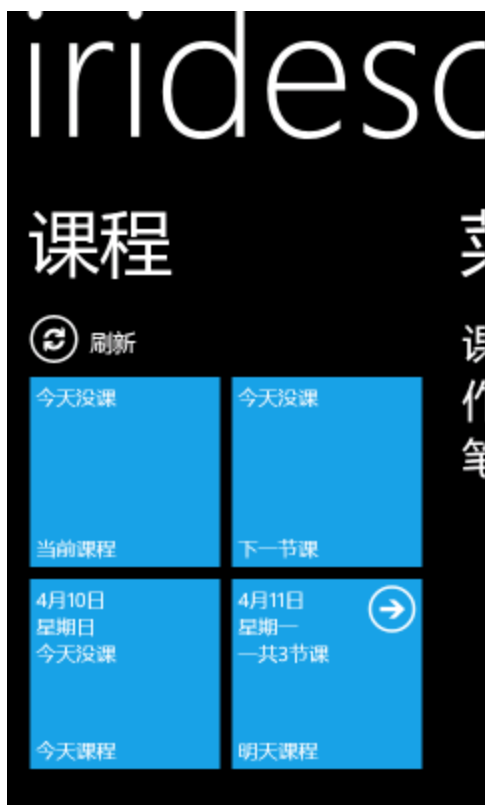 iridesc
课程
刷新
今天没课
当前课程
今天没课
下一节课
4月10日
星期日
今天没课
今天课程
4月11日
星期一
一共3节课
明天课程